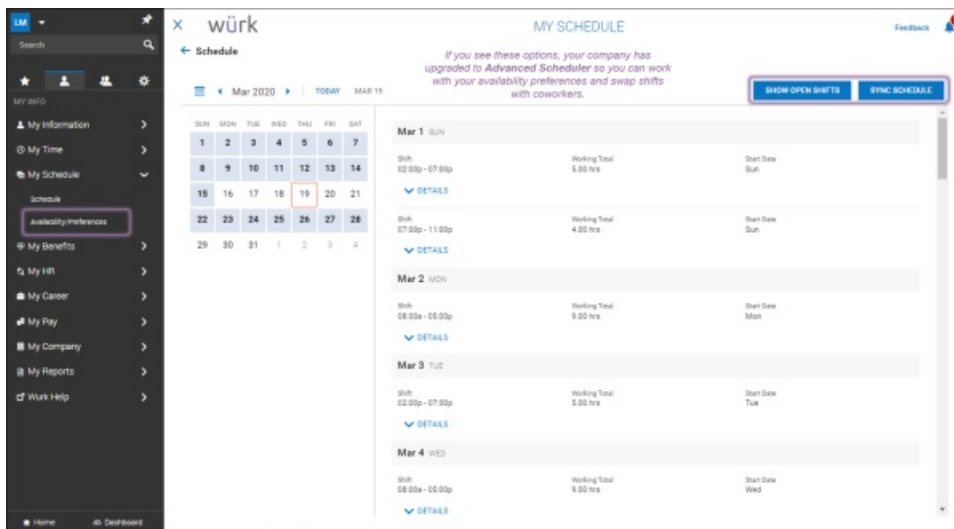 LM
Search
MY INFO
My Information
My Time
My Schedule
Schedule
Availability/Preferences
My Benefits
My HR
My Career
My Pay
My Company
My Reports
Wurk Help
Home
Dashboard
würk
MY SCHEDULE
Feedback
Schedule
If you see these options, your company has
upgraded to Advanced Scheduler so you can work
with your availability preferences and swap shifts
with coworkers.
Mar 2020 TODAY MAR 19
SHOW OPEN SHIFTS SYNC SCHEDULE
SUN MON TUE WED THU FRI SAT
1 2 3 4 5 6 7
8 9 10 11 12 13 14
15 16 17 18 19 20 21
22 23 24 25 26 27 28
29 30 31 1 2 3 4
Mar 1 SUN
Shift Working Total Start Date
02:00p - 07:00p 5.00 hrs Sun
DETAILS
Shift Working Total Start Date
07:00p - 11:00p 4.00 hrs Sun
DETAILS
Mar 2 MON
Shift Working Total Start Date
08:00a - 05:00p 9.00 hrs Mon
DETAILS
Mar 3 TUE
Shift Working Total Start Date
02:00p - 07:00p 5.00 hrs Tue
DETAILS
Mar 4 WED
Shift Working Total Start Date
08:00a - 05:00p 9.00 hrs Wed
DETAILS